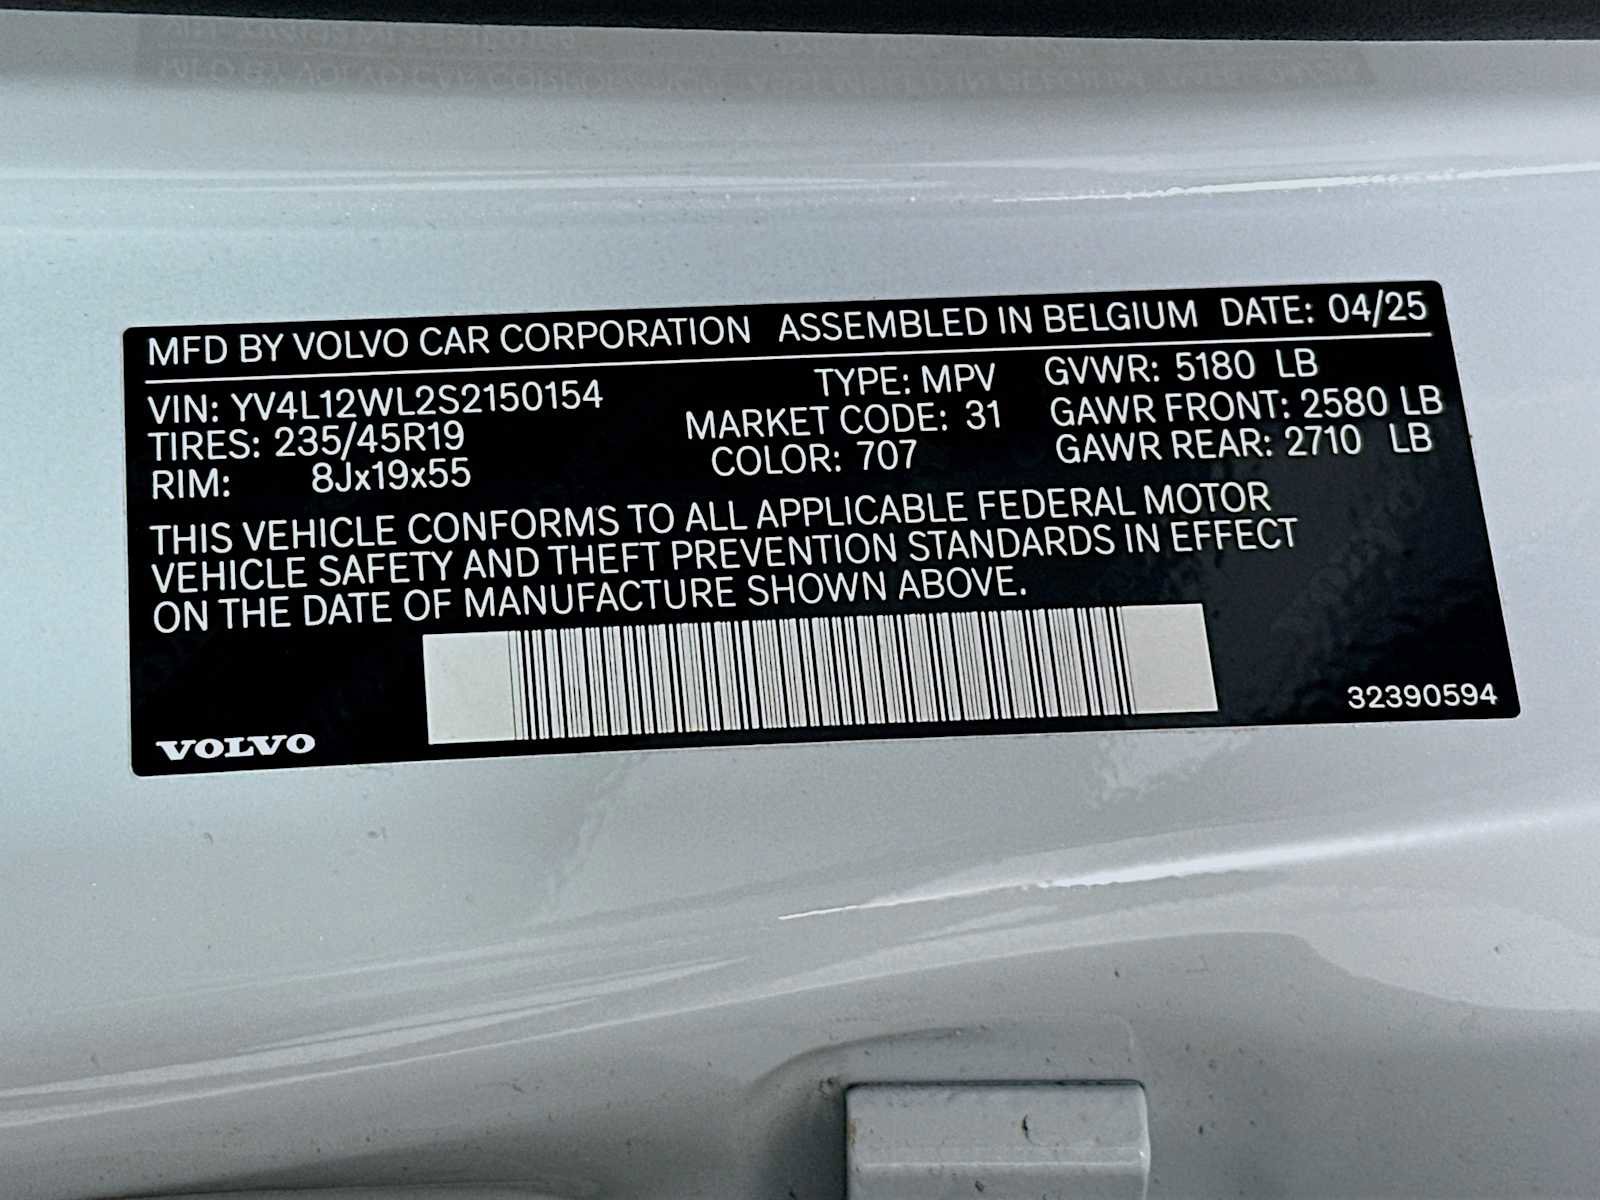 MFD BY VOLVO CAR CORPORATION ASSEMBLED IN BELGIUM DATE: 04/25
VIN: YV4L12WL2S2150154 TYPE: MPV GVWR: 5180 LB
TIRES: 235/45R19 MARKET CODE: 31 GAWR FRONT: 2580 LB
RIM: 8Jx19x55 COLOR: 707 GAWR REAR: 2710 LB
THIS VEHICLE CONFORMS TO ALL APPLICABLE FEDERAL MOTOR
VEHICLE SAFETY AND THEFT PREVENTION STANDARDS IN EFFECT
ON THE DATE OF MANUFACTURE SHOWN ABOVE.
VOLVO 32390594